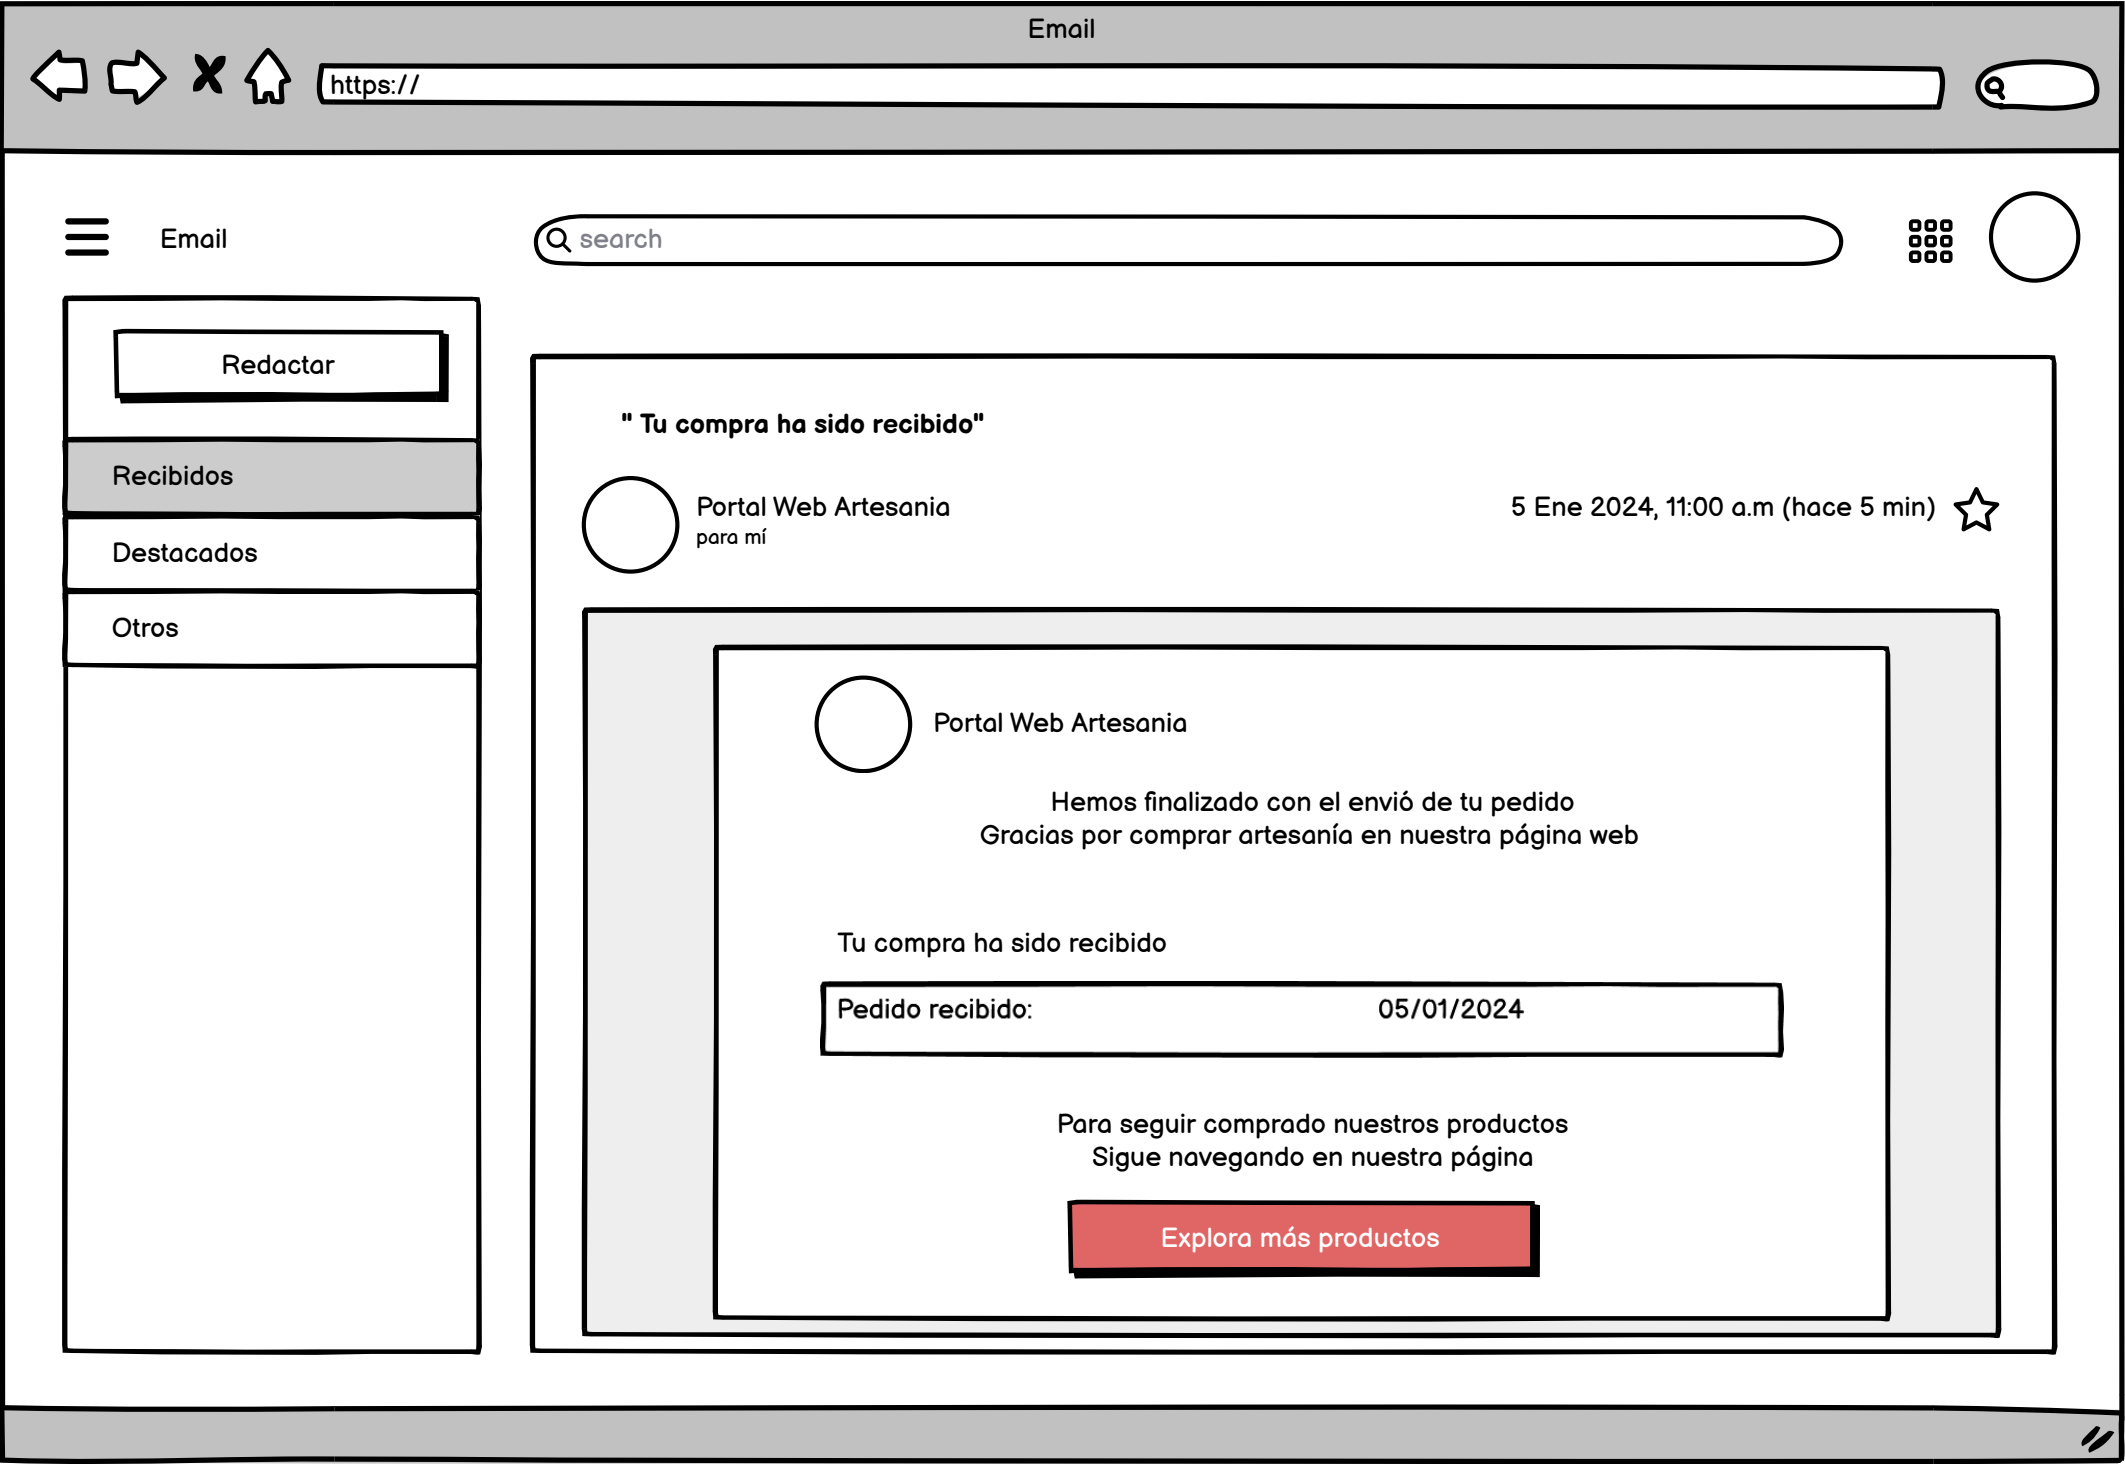 Email
https://
Email
search
Redactar
Recibidos
Destacados
Otros
" Tu compra ha sido recibido"
Portal Web Artesania
para mí
5 Ene 2024, 11:00 a.m (hace 5 min)
Portal Web Artesania
Hemos finalizado con el envió de tu pedido
Gracias por comprar artesanía en nuestra página web
Tu compra ha sido recibido
Pedido recibido: 05/01/2024
Para seguir comprado nuestros productos
Sigue navegando en nuestra página
Explora más productos